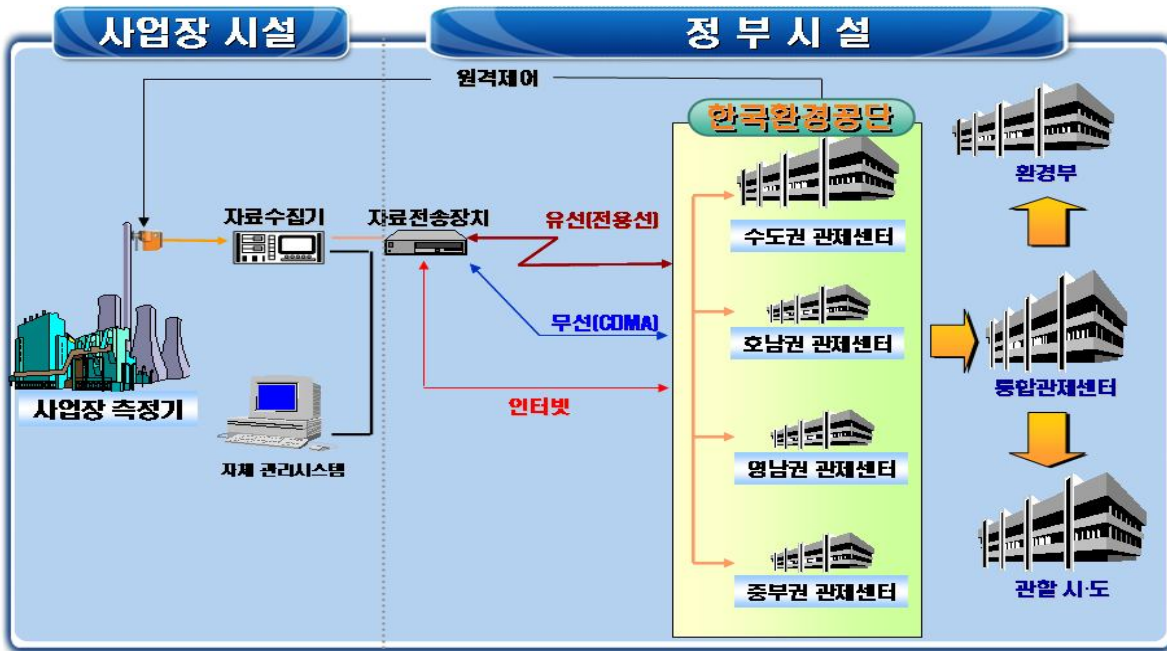 사업장 시설
정 부 시 설
원격제어
한국환경공단
환경부
자료수집기
자료전송장치
유선(전용선)
수도권 관제센터
무선(CDMA)
호남권 관제센터
통합관제센터
사업장 측정기
인터넷
영남권 관제센터
자체 관리시스템
중부권 관제센터
관할 시·도